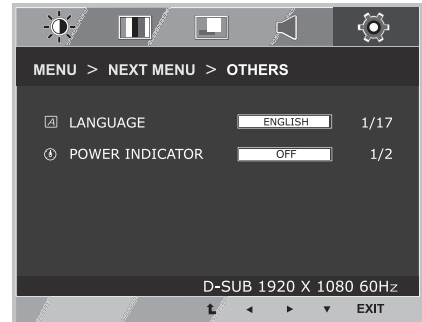 MENU > NEXT MENU > OTHERS
LANGUAGE ENGLISH 1/17
POWER INDICATOR OFF 1/2
D-SUB 1920 X 1080 60Hz
EXIT